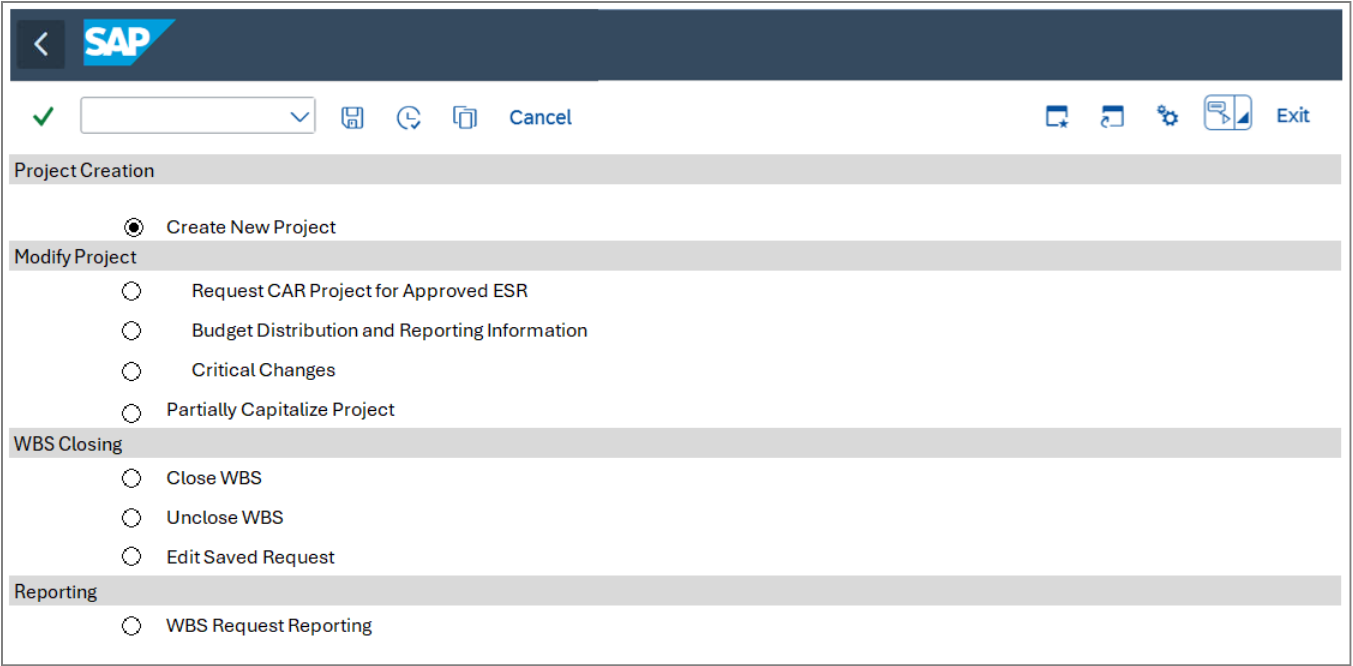 SAP
Cancel Exit
Project Creation
Create New Project
Modify Project
Request CAR Project for Approved ESR
Budget Distribution and Reporting Information
Critical Changes
Partially Capitalize Project
WBS Closing
Close WBS
Unclose WBS
Edit Saved Request
Reporting
WBS Request Reporting